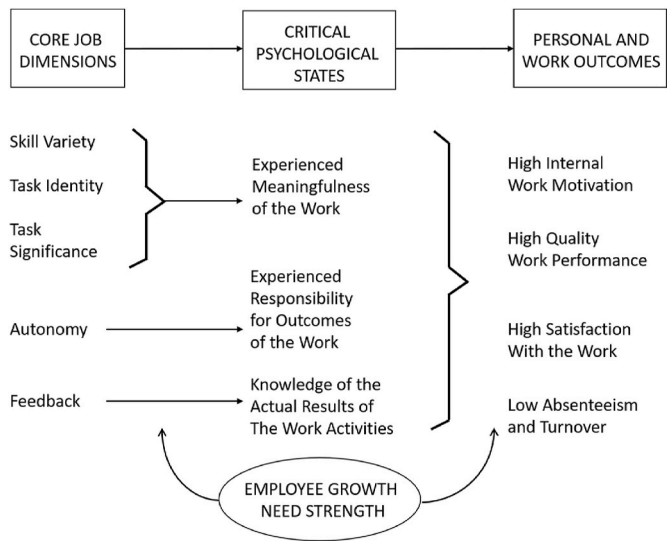 CORE JOB
DIMENSIONS
CRITICAL
PSYCHOLOGICAL
STATES
PERSONAL AND
WORK OUTCOMES
Skill Variety
Task Identity
Task
Significance
Experienced
Meaningfulness
of the Work
High Internal
Work Motivation
High Quality
Work Performance
Autonomy
Experienced
Responsibility
for Outcomes
of the Work
High Satisfaction
With the Work
Feedback
Knowledge of the
Actual Results of
The Work Activities
Low Absenteeism
and Turnover
EMPLOYEE GROWTH
NEED STRENGTH